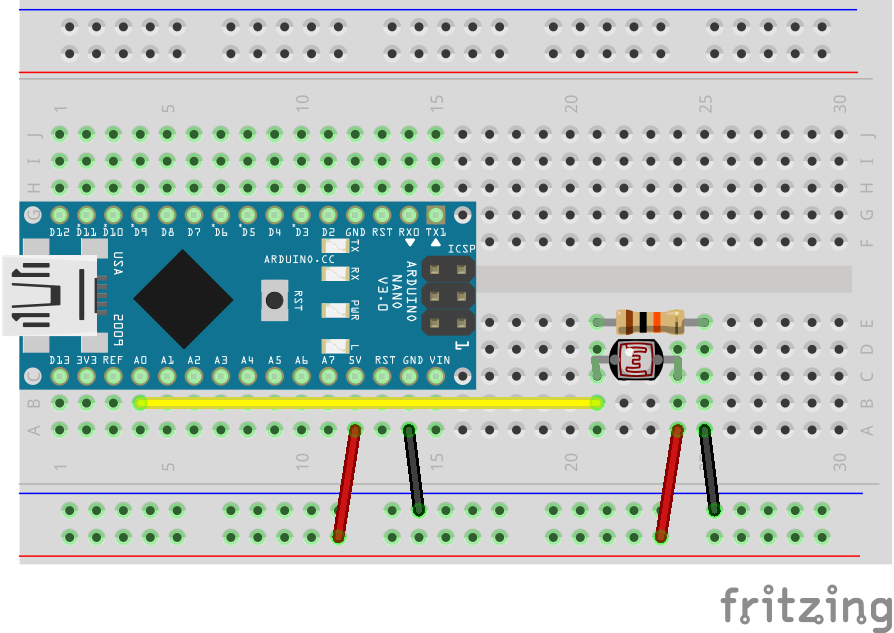 1 5 10 15 20 25 30
J J
I I
H H
G G
F F
D12 D11 D10 D9 D8 D7 D6 D5 D4 D3 D2 GND RST RX0 TX1
USA
2009
ARDUINO.CC
RST
TX
RX
PWR
L
ARDUINO
NANO
V3.0
ICSP
1
D13 3V3 REF A0 A1 A2 A3 A4 A5 A6 A7 5V RST GND VIN
E E
D D
C C
B B
A A
1 5 10 15 20 25 30
fritzing